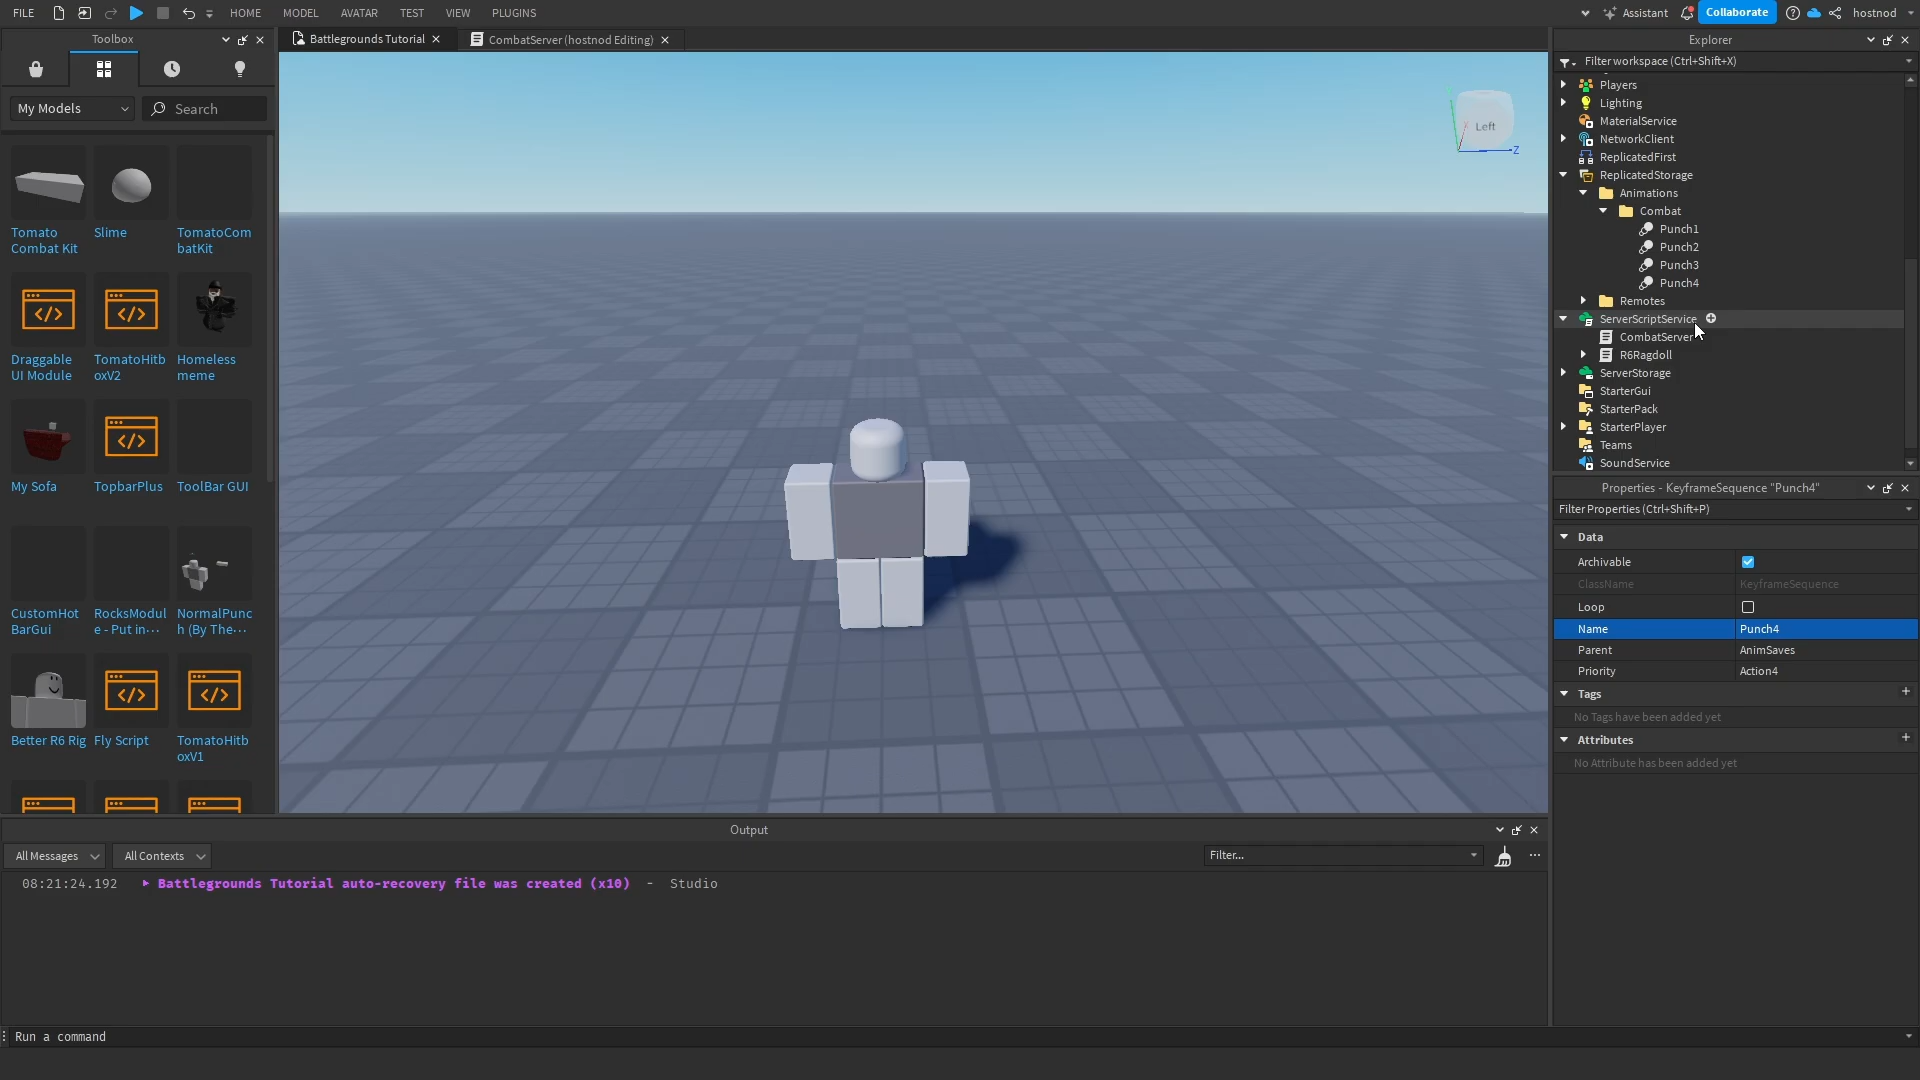 FILE
HOME
MODEL
AVATAR
TEST
VIEW
PLUGINS
Assistant
Collaborate
hostnod
Toolbox
My Models
Search
Tomato Combat Kit
Slime
TomatoCom
batKit
Draggable UI Module
TomatoHitb
oxV2
Homeless meme
My Sofa
TopbarPlus
ToolBar GUI
CustomHot
BarGui
RocksModul
e - Put in···
NormalPunc
h (By The···
Better R6 Rig
Fly Script
TomatoHitb
oxV1
Battlegrounds Tutorial
CombatServer (hostnod Editing)
Left
Z
Output
All Messages
All Contexts
Filter...
08:21:24.192 Battlegrounds Tutorial auto-recovery file was created (x10) - Studio
Run a command
Explorer
Filter workspace (Ctrl+Shift+X)
Players
Lighting
MaterialService
NetworkClient
ReplicatedFirst
ReplicatedStorage
Animations
Combat
Punch1
Punch2
Punch3
Punch4
Remotes
ServerScriptService
CombatServer
R6Ragdoll
ServerStorage
StarterGui
StarterPack
StarterPlayer
Teams
SoundService
Properties - KeyframeSequence "Punch4"
Filter Properties (Ctrl+Shift+P)
Data
Archivable
ClassName KeyframeSequence
Loop
Name Punch4
Parent AnimSaves
Priority Action4
Tags
No Tags have been added yet
Attributes
No Attribute has been added yet